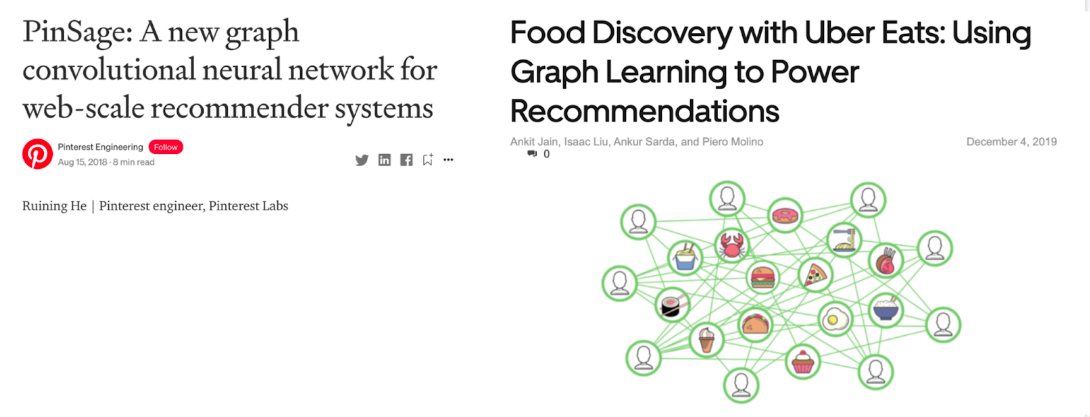 PinSage: A new graph
convolutional neural network for
web-scale recommender systems
Pinterest Engineering Follow
Aug 15, 2018 · 8 min read
Ruining He | Pinterest engineer, Pinterest Labs
Food Discovery with Uber Eats: Using
Graph Learning to Power
Recommendations
Ankit Jain, Isaac Liu, Ankur Sarda, and Piero Molino
December 4, 2019
0